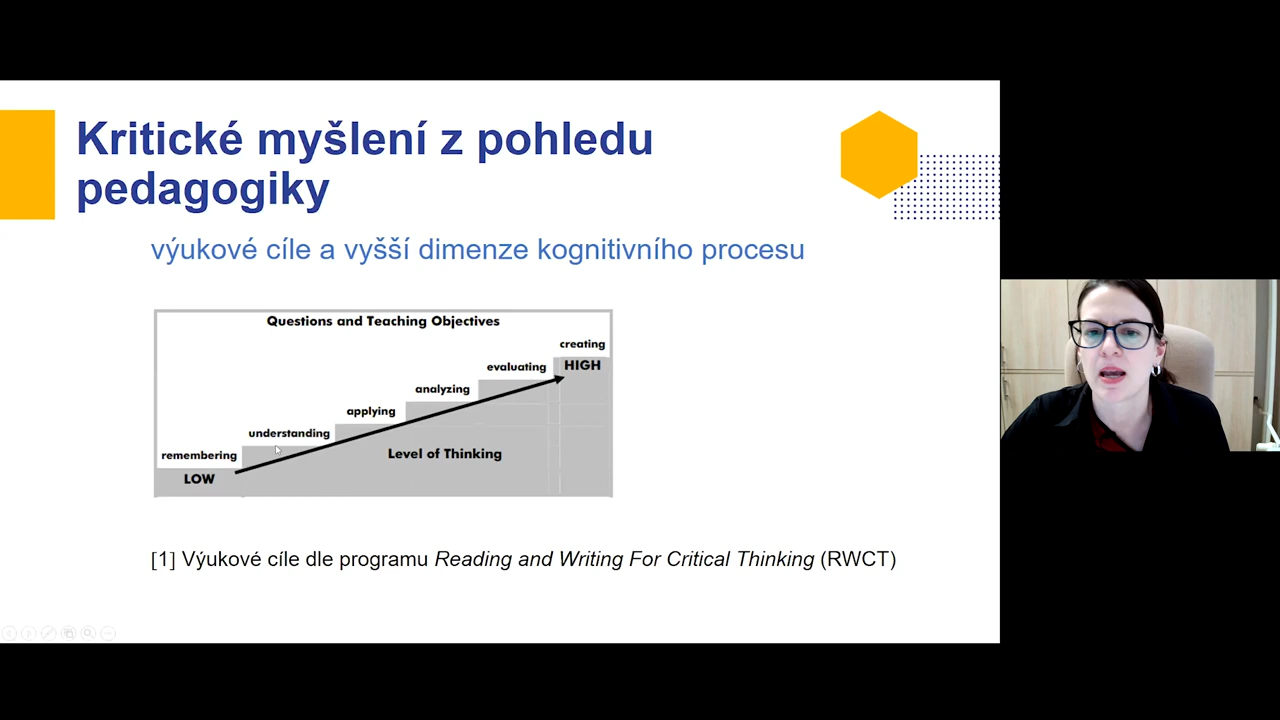 Kritické myšlení z pohledu
pedagogiky
výukové cíle a vyšší dimenze kognitivního procesu
Questions and Teaching Objectives
creating
HIGH
evaluating
analyzing
applying
understanding
remembering
LOW
Level of Thinking
[1] Výukové cíle dle programu Reading and Writing For Critical Thinking (RWCT)